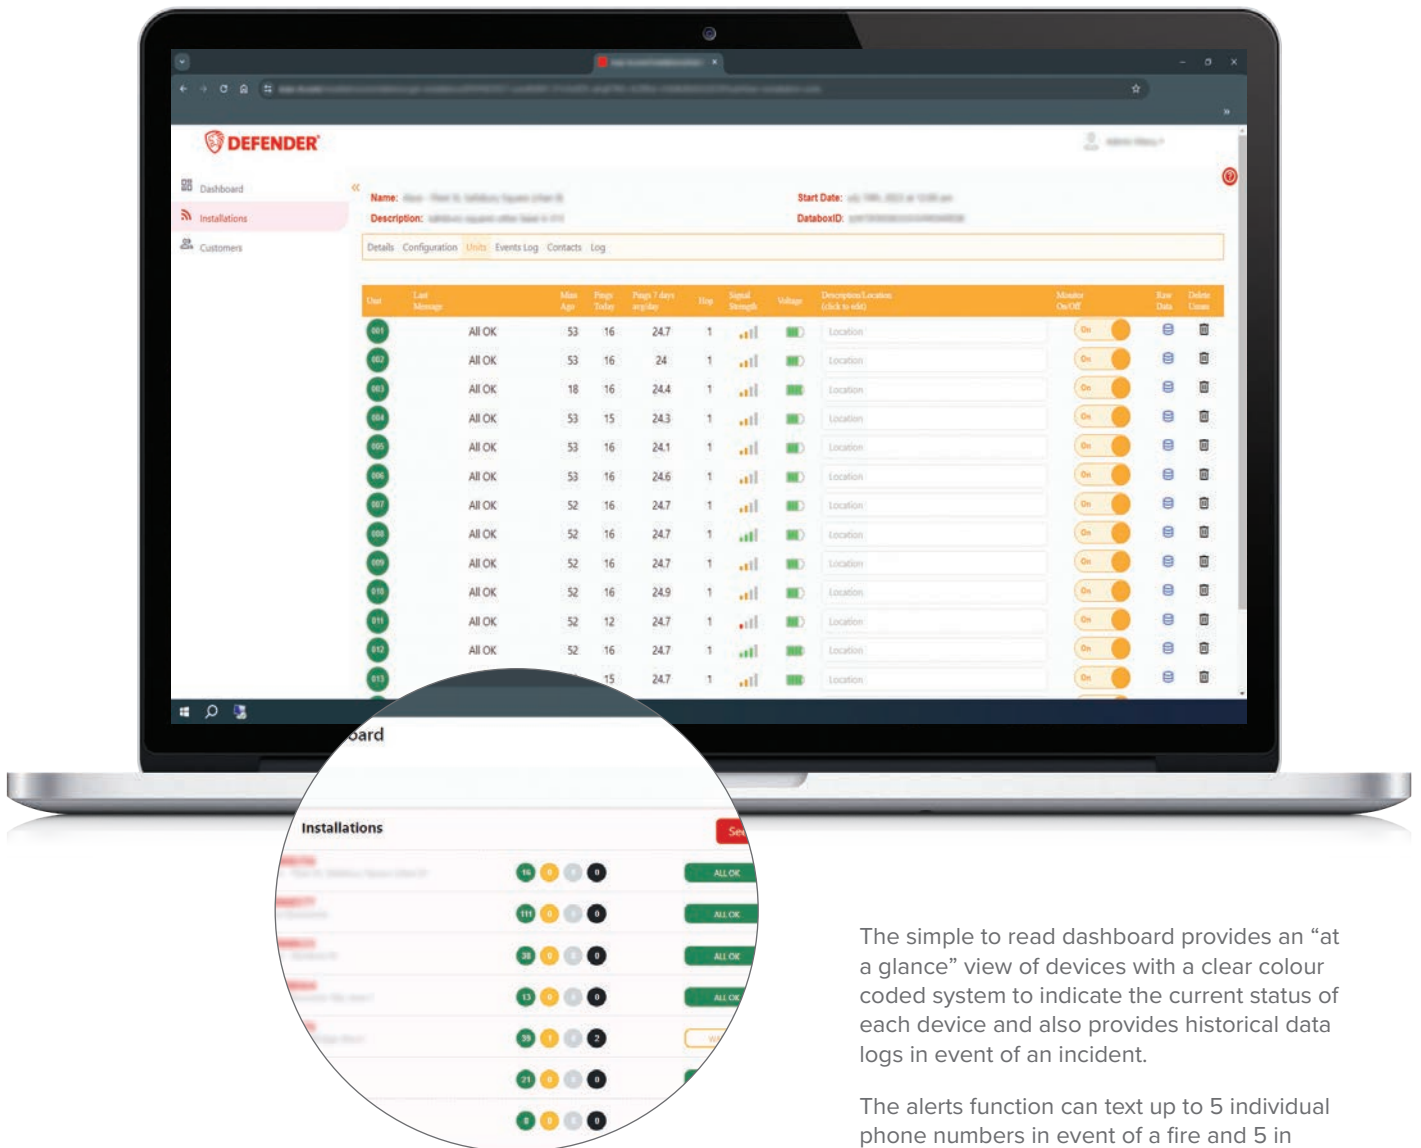 DEFENDER
Dashboard
Installations
Customers
Name:
Start Date:
Description:
DataboxID:
Details Configuration Units Events Log Contacts Log
Unit Last Message Mins Age Pings Today Pings 7 days avg/day Hop Signal Strength Voltage Description/Location (click to edit) Monitor On/Off Raw Data Delete
001 All OK 53 16 24.7 1 Location On
002 All OK 53 16 24 1 Location On
003 All OK 18 16 24.4 1 Location On
004 All OK 53 15 24.3 1 Location On
005 All OK 53 16 24.1 1 Location On
006 All OK 53 16 24.6 1 Location On
007 All OK 52 16 24.7 1 Location On
008 All OK 52 16 24.7 1 Location On
009 All OK 52 16 24.7 1 Location On
010 All OK 52 16 24.9 1 Location On
011 All OK 52 12 24.7 1 Location On
012 All OK 52 16 24.7 1 Location On
013 15 24.7 1 Location On
oard
Installations
See
16 0 0 ALL OK
111 0 0 ALL OK
38 0 0 ALL OK
13 0 0 ALL OK
39 1 2
21 0 0
8 0 0
The simple to read dashboard provides an “at
a glance” view of devices with a clear colour
coded system to indicate the current status of
each device and also provides historical data
logs in event of an incident.
The alerts function can text up to 5 individual
phone numbers in event of a fire and 5 in